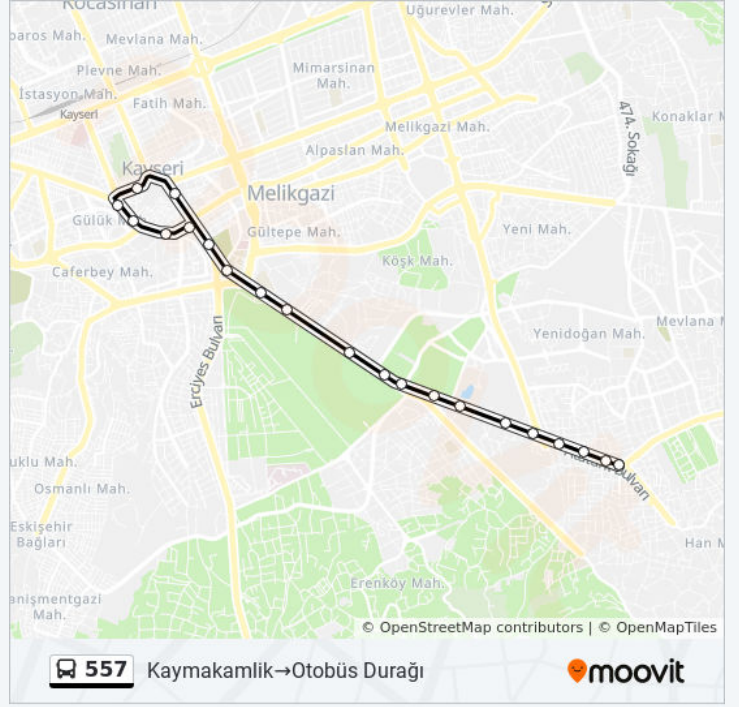 Kocasinan
Uğurevler Mah.
baros Mah.
Mevlana Mah.
Plevne Mah.
Mimarsinan
Mah.
İstasyon Mah.
Fatih Mah.
Kayseri
474. Sokağı
Konaklar
Melikgazi Mah.
Alpaslan Mah.
Kayseri
Melikgazi
Gülük
Gültepe Mah.
Yeni Mah.
Caferbey Mah.
Köşk Mah.
Mevlana
Yenidoğan Mah.
Erciyes Bulvarı
uklu Mah.
Bulvarı
Osmanlı Mah.
Eskişehir
Bağları
Han M
Erenköy Mah.
anişmentgazi
Mah.
© OpenStreetMap contributors | © OpenMapTiles
557 Kaymakamlik→Otobüs Durağı
moovit